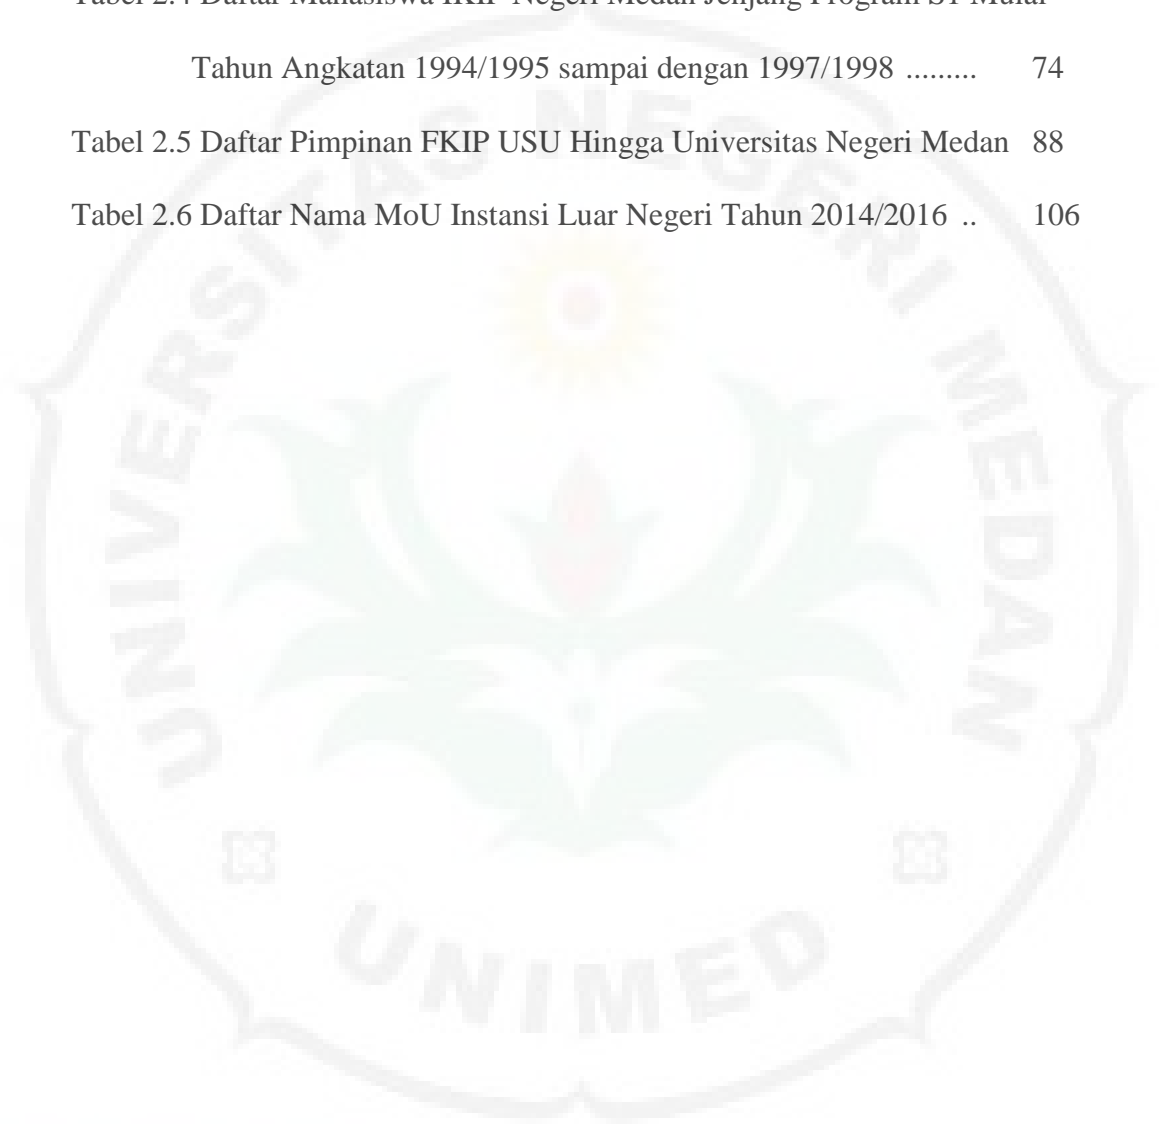 Tabel 2.4 Daftar Mahasiswa IKIP Negeri Medan Jenjang Program S1 Mulai
Tahun Angkatan 1994/1995 sampai dengan 1997/1998 ......... 74
Tabel 2.5 Daftar Pimpinan FKIP USU Hingga Universitas Negeri Medan 88
Tabel 2.6 Daftar Nama MoU Instansi Luar Negeri Tahun 2014/2016 .. 106
UNIVERSITAS NEGERI MEDAN
UNIMED